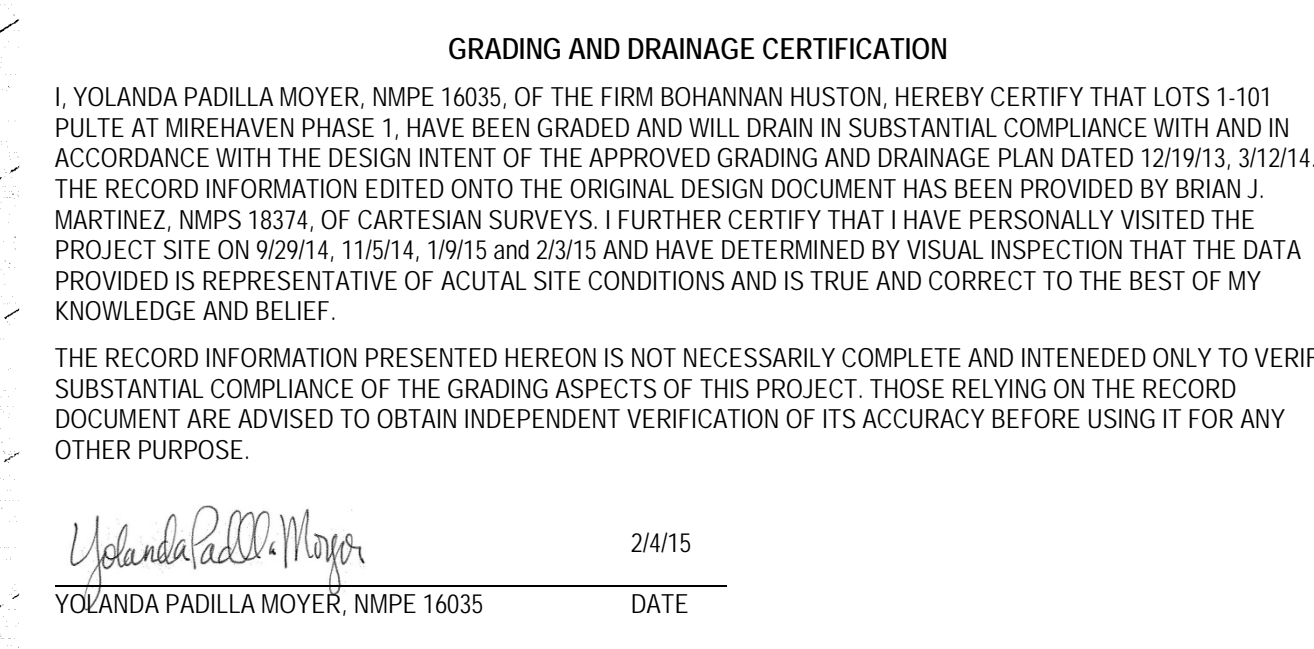 GRADING AND DRAINAGE CERTIFICATION
I, YOLANDA PADILLA MOYER, NMPE 16035, OF THE FIRM BOHANNAN HUSTON, HEREBY CERTIFY THAT LOTS 1-101
PULTE AT MIREHAVEN PHASE 1, HAVE BEEN GRADED AND WILL DRAIN IN SUBSTANTIAL COMPLIANCE WITH AND IN
ACCORDANCE WITH THE DESIGN INTENT OF THE APPROVED GRADING AND DRAINAGE PLAN DATED 12/19/13, 3/12/14.
THE RECORD INFORMATION EDITED ONTO THE ORIGINAL DESIGN DOCUMENT HAS BEEN PROVIDED BY BRIAN J.
MARTINEZ, NMPS 18374, OF CARTESIAN SURVEYS. I FURTHER CERTIFY THAT I HAVE PERSONALLY VISITED THE
PROJECT SITE ON 9/29/14, 11/5/14, 1/9/15 and 2/3/15 AND HAVE DETERMINED BY VISUAL INSPECTION THAT THE DATA
PROVIDED IS REPRESENTATIVE OF ACUTAL SITE CONDITIONS AND IS TRUE AND CORRECT TO THE BEST OF MY
KNOWLEDGE AND BELIEF.
THE RECORD INFORMATION PRESENTED HEREON IS NOT NECESSARILY COMPLETE AND INTENEDED ONLY TO VERIF
SUBSTANTIAL COMPLIANCE OF THE GRADING ASPECTS OF THIS PROJECT. THOSE RELYING ON THE RECORD
DOCUMENT ARE ADVISED TO OBTAIN INDEPENDENT VERIFICATION OF ITS ACCURACY BEFORE USING IT FOR ANY
OTHER PURPOSE.
Yolanda Padilla Moyer 2/4/15
YOLANDA PADILLA MOYER, NMPE 16035 DATE